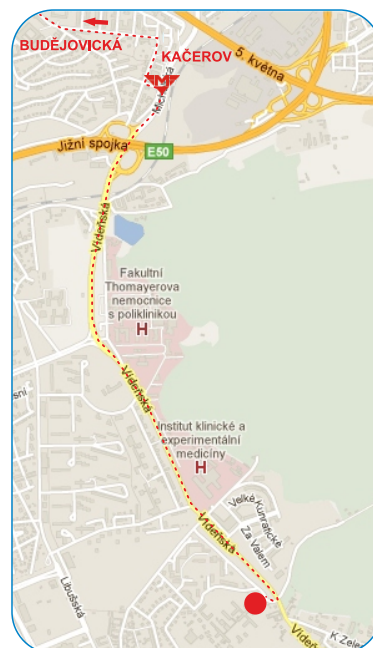 BUDĚJOVICKÁ
KAČEROV
5. května
M
Jižní spojka
E50
Vídeňská
Fakultní
Thomayerova
nemocnice
s poliklinikou
H
Vídeňská
Institut klinické a
experimentální
medicíny
H
Velké Kunratické
Za Valem
Vídeňská
Libušská
K Zele
Vídeň